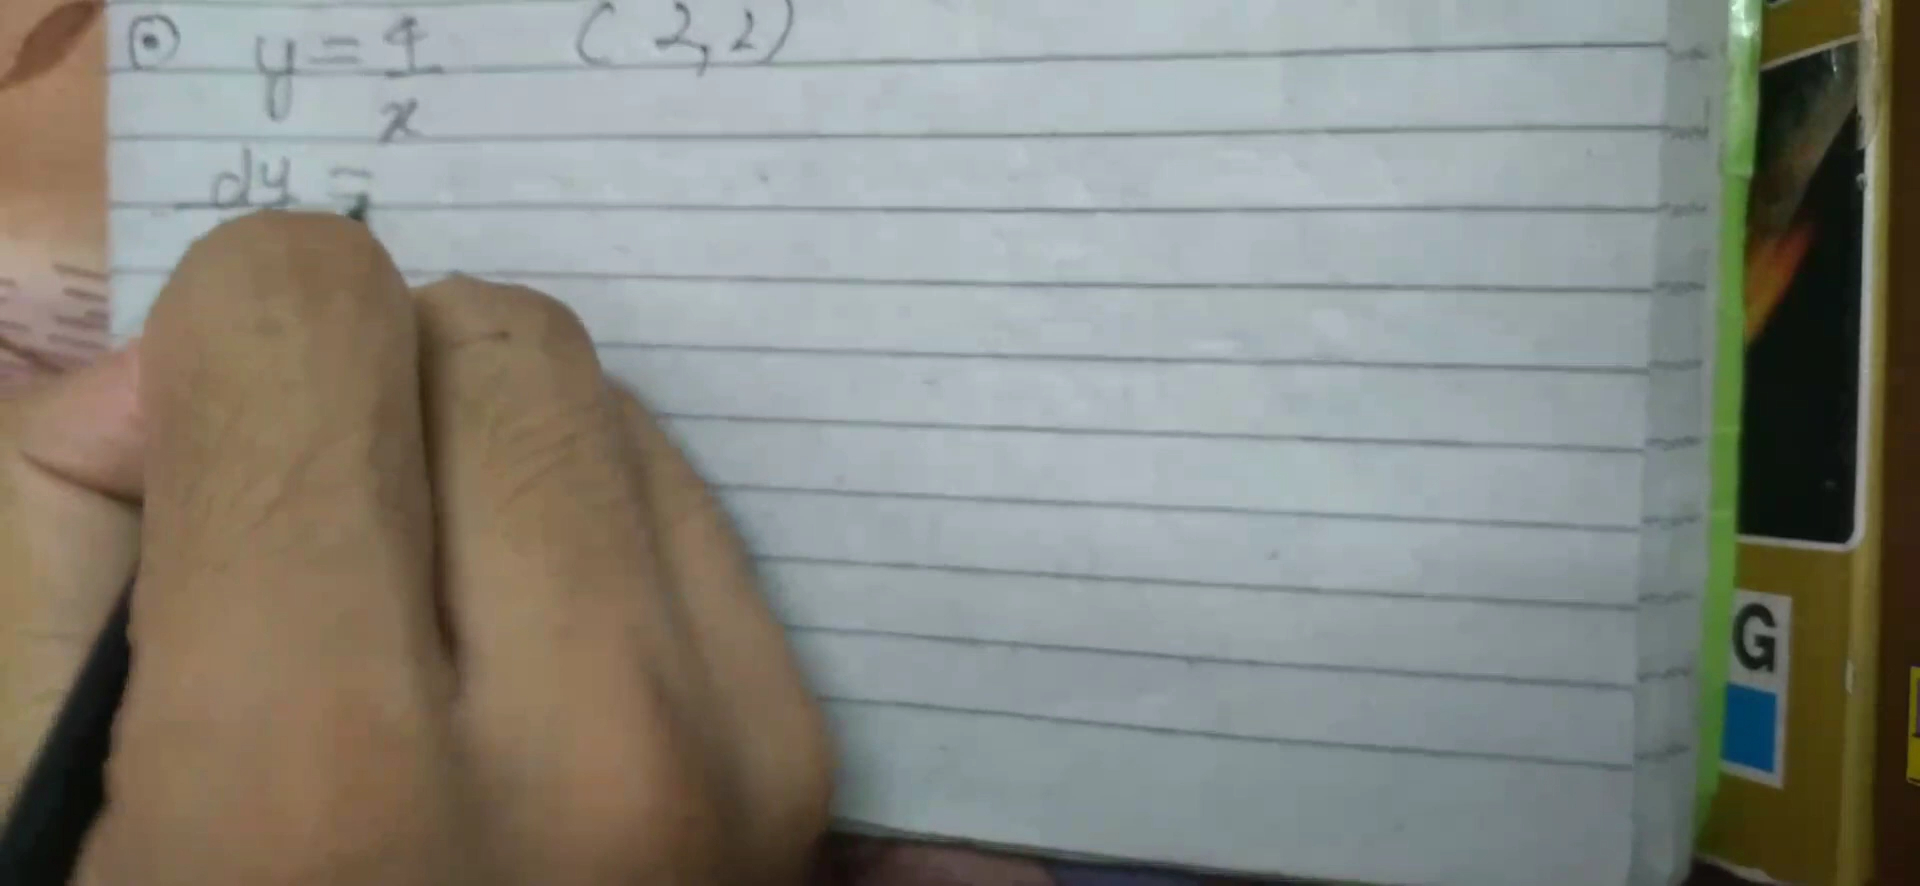 y = 4/x (2,2)
dy =
G